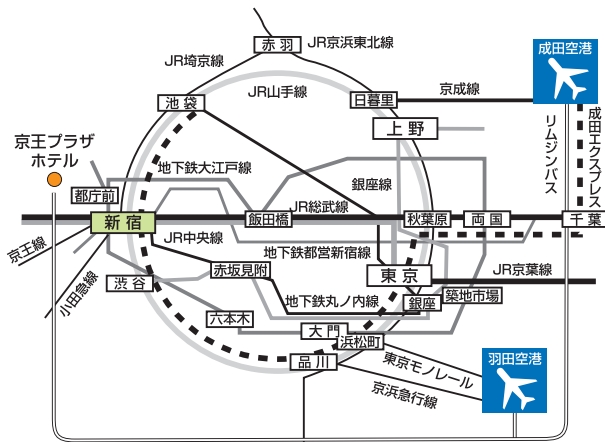 赤羽
JR京浜東北線
JR埼京線
成田空港
JR山手線
池袋
日暮里
京成線
上野
リムジンバス
成田エクスプレス
京王プラザ
ホテル
地下鉄大江戸線
銀座線
都庁前
新宿
飯田橋
JR総武線
秋葉原
両国
千葉
JR中央線
京王線
小田急線
地下鉄都営新宿線
赤坂見附
東京
JR京葉線
渋谷
地下鉄丸ノ内線
銀座
築地市場
六本木
大門
浜松町
品川
東京モノレール
京浜急行線
羽田空港